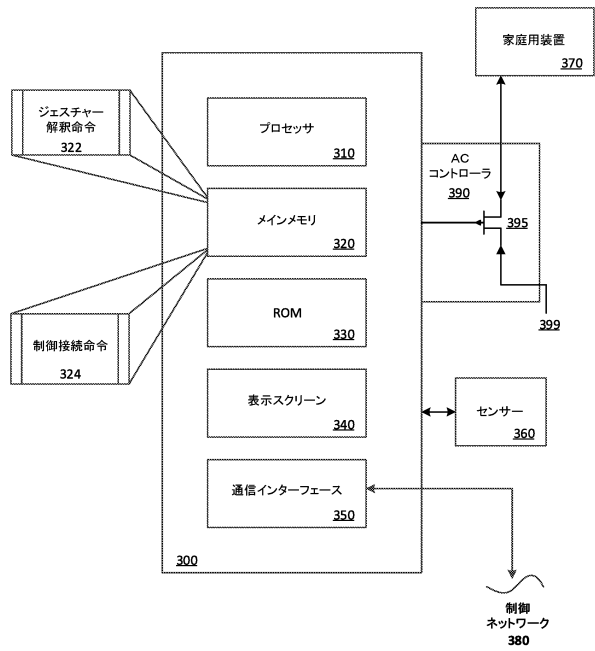 家庭用装置
370
ジェスチャー
解釈命令
322
プロセッサ
310
AC
コントローラ
390
395
399
メインメモリ
320
制御接続命令
324
ROM
330
表示スクリーン
340
センサー
360
通信インターフェース
350
300
制御
ネットワーク
380